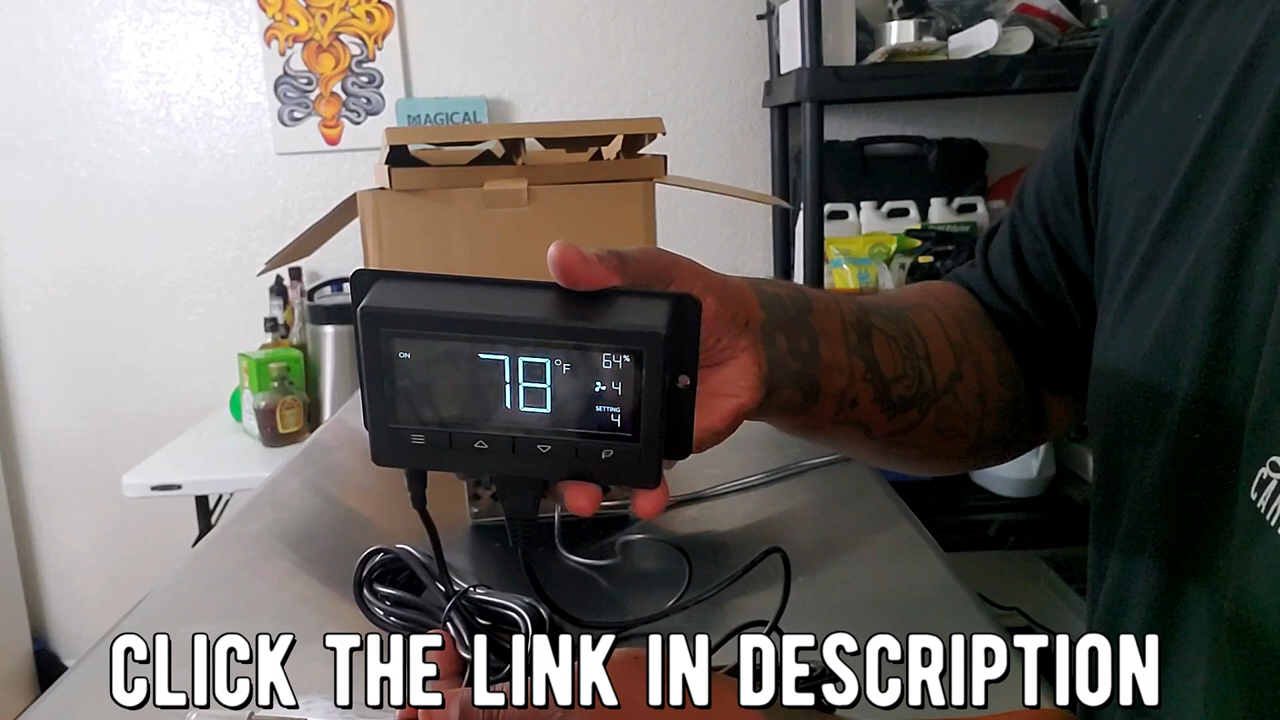 MAGICAL
ON
78°F
64%
4
SETTING
4
CLICK THE LINK IN DESCRIPTION